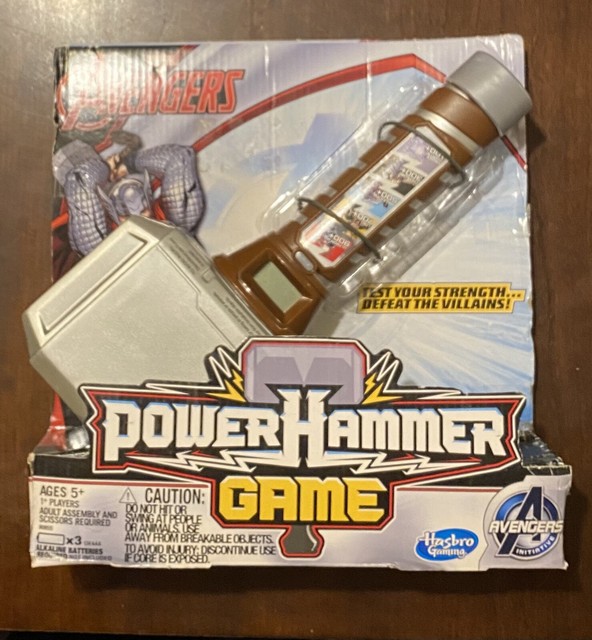 AVENGERS
TEST YOUR STRENGTH...
DEFEAT THE VILLAINS!
POWERHAMMER
GAME
AGES 5+
1+ PLAYERS
ADULT ASSEMBLY AND
SCISSORS REQUIRED
x3
ALKALINE BATTERIES
CAUTION:
DO NOT HIT OR
SWING AT PEOPLE
OR ANIMALS. USE
AWAY FROM BREAKABLE OBJECTS.
TO AVOID INJURY: DISCONTINUE USE
IF CORE IS EXPOSED.
Hasbro
Gaming
AVENGERS
INITIATIVE